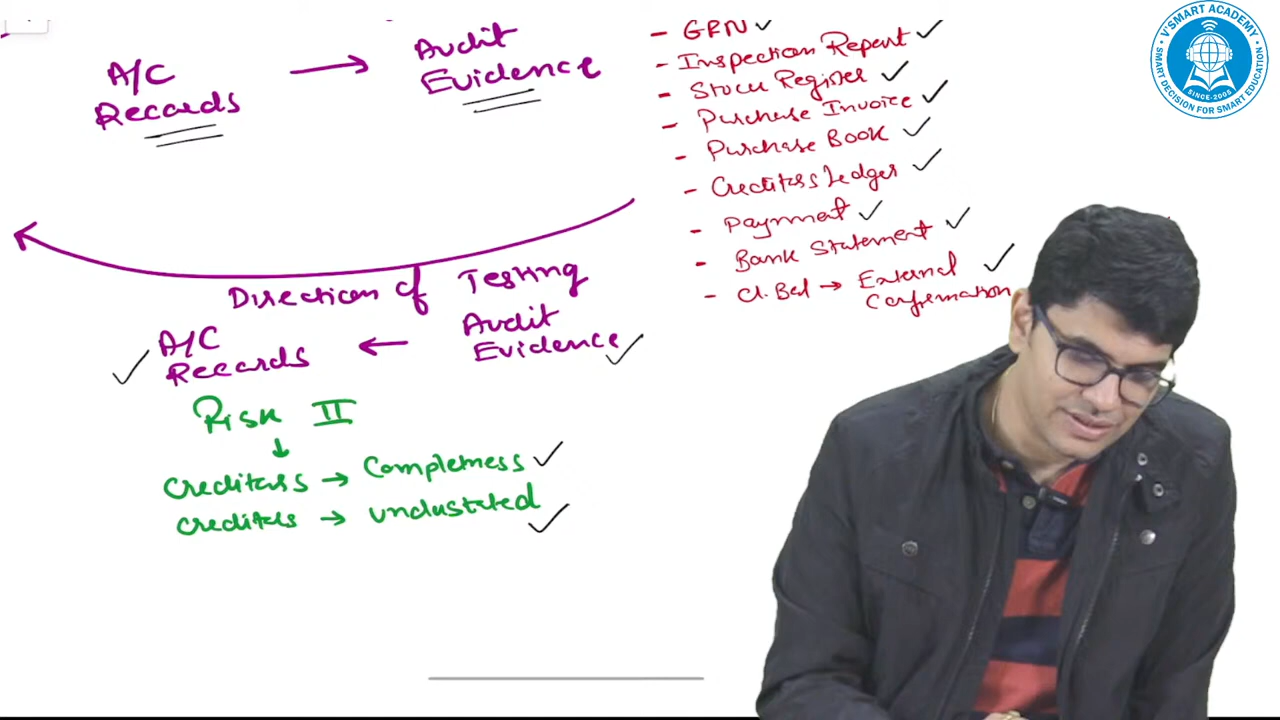 A/C
Records
Audit
Evidence
- GRN
- Inspection Report
- Stock Register
- Purchase Invoice
- Purchase Book
- Creditors Ledger
- Payment
- Bank Statement
- Cl. Bal → External
Confirmation
Direction of Testing
A/C
Records
Audit
Evidence
Risk II
Creditors → Completness
Creditors → understated
V'SMART ACADEMY
SINCE-2005
SMART DECISION FOR SMART EDUCATION